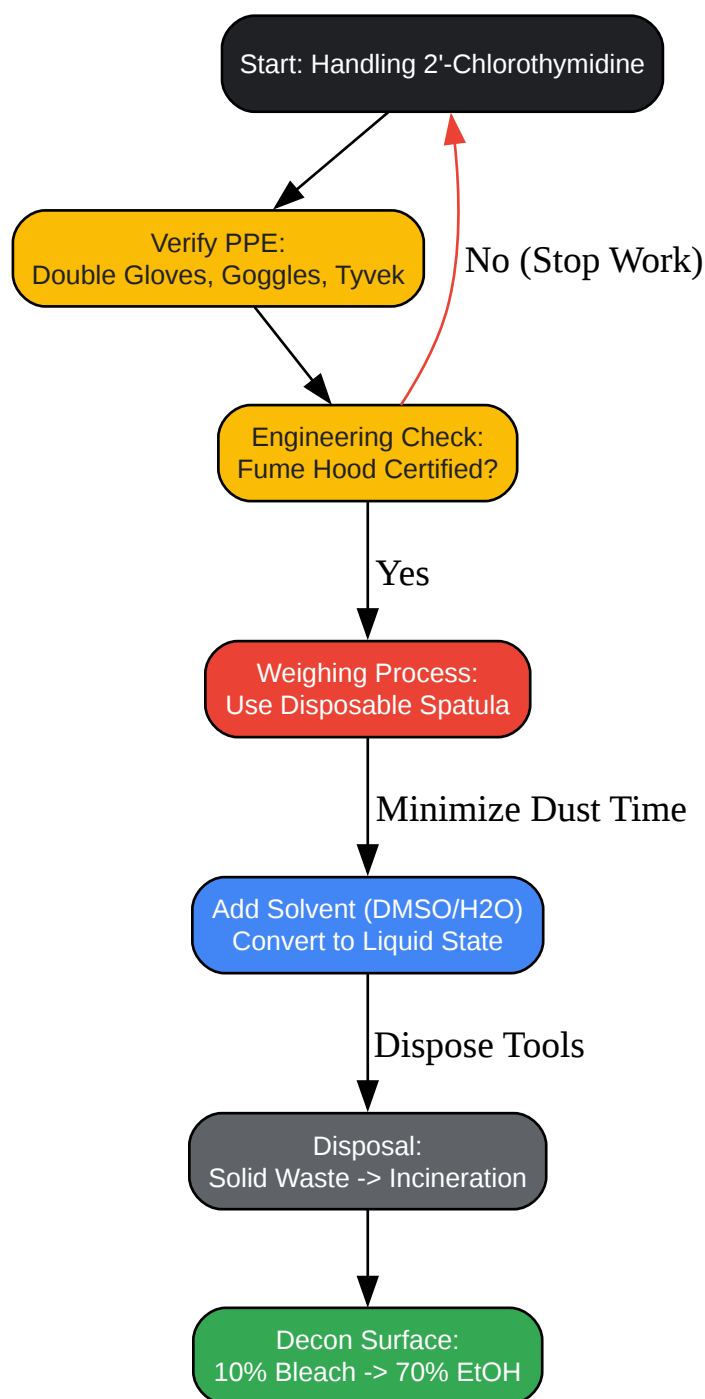 Start: Handling 2'-Chlorothymidine
Verify PPE:
Double Gloves, Goggles, Tyvek
No (Stop Work)
Engineering Check:
Fume Hood Certified?
Yes
Weighing Process:
Use Disposable Spatula
Minimize Dust Time
Add Solvent (DMSO/H2O)
Convert to Liquid State
Dispose Tools
Disposal:
Solid Waste -> Incineration
Decon Surface:
10% Bleach -> 70% EtOH